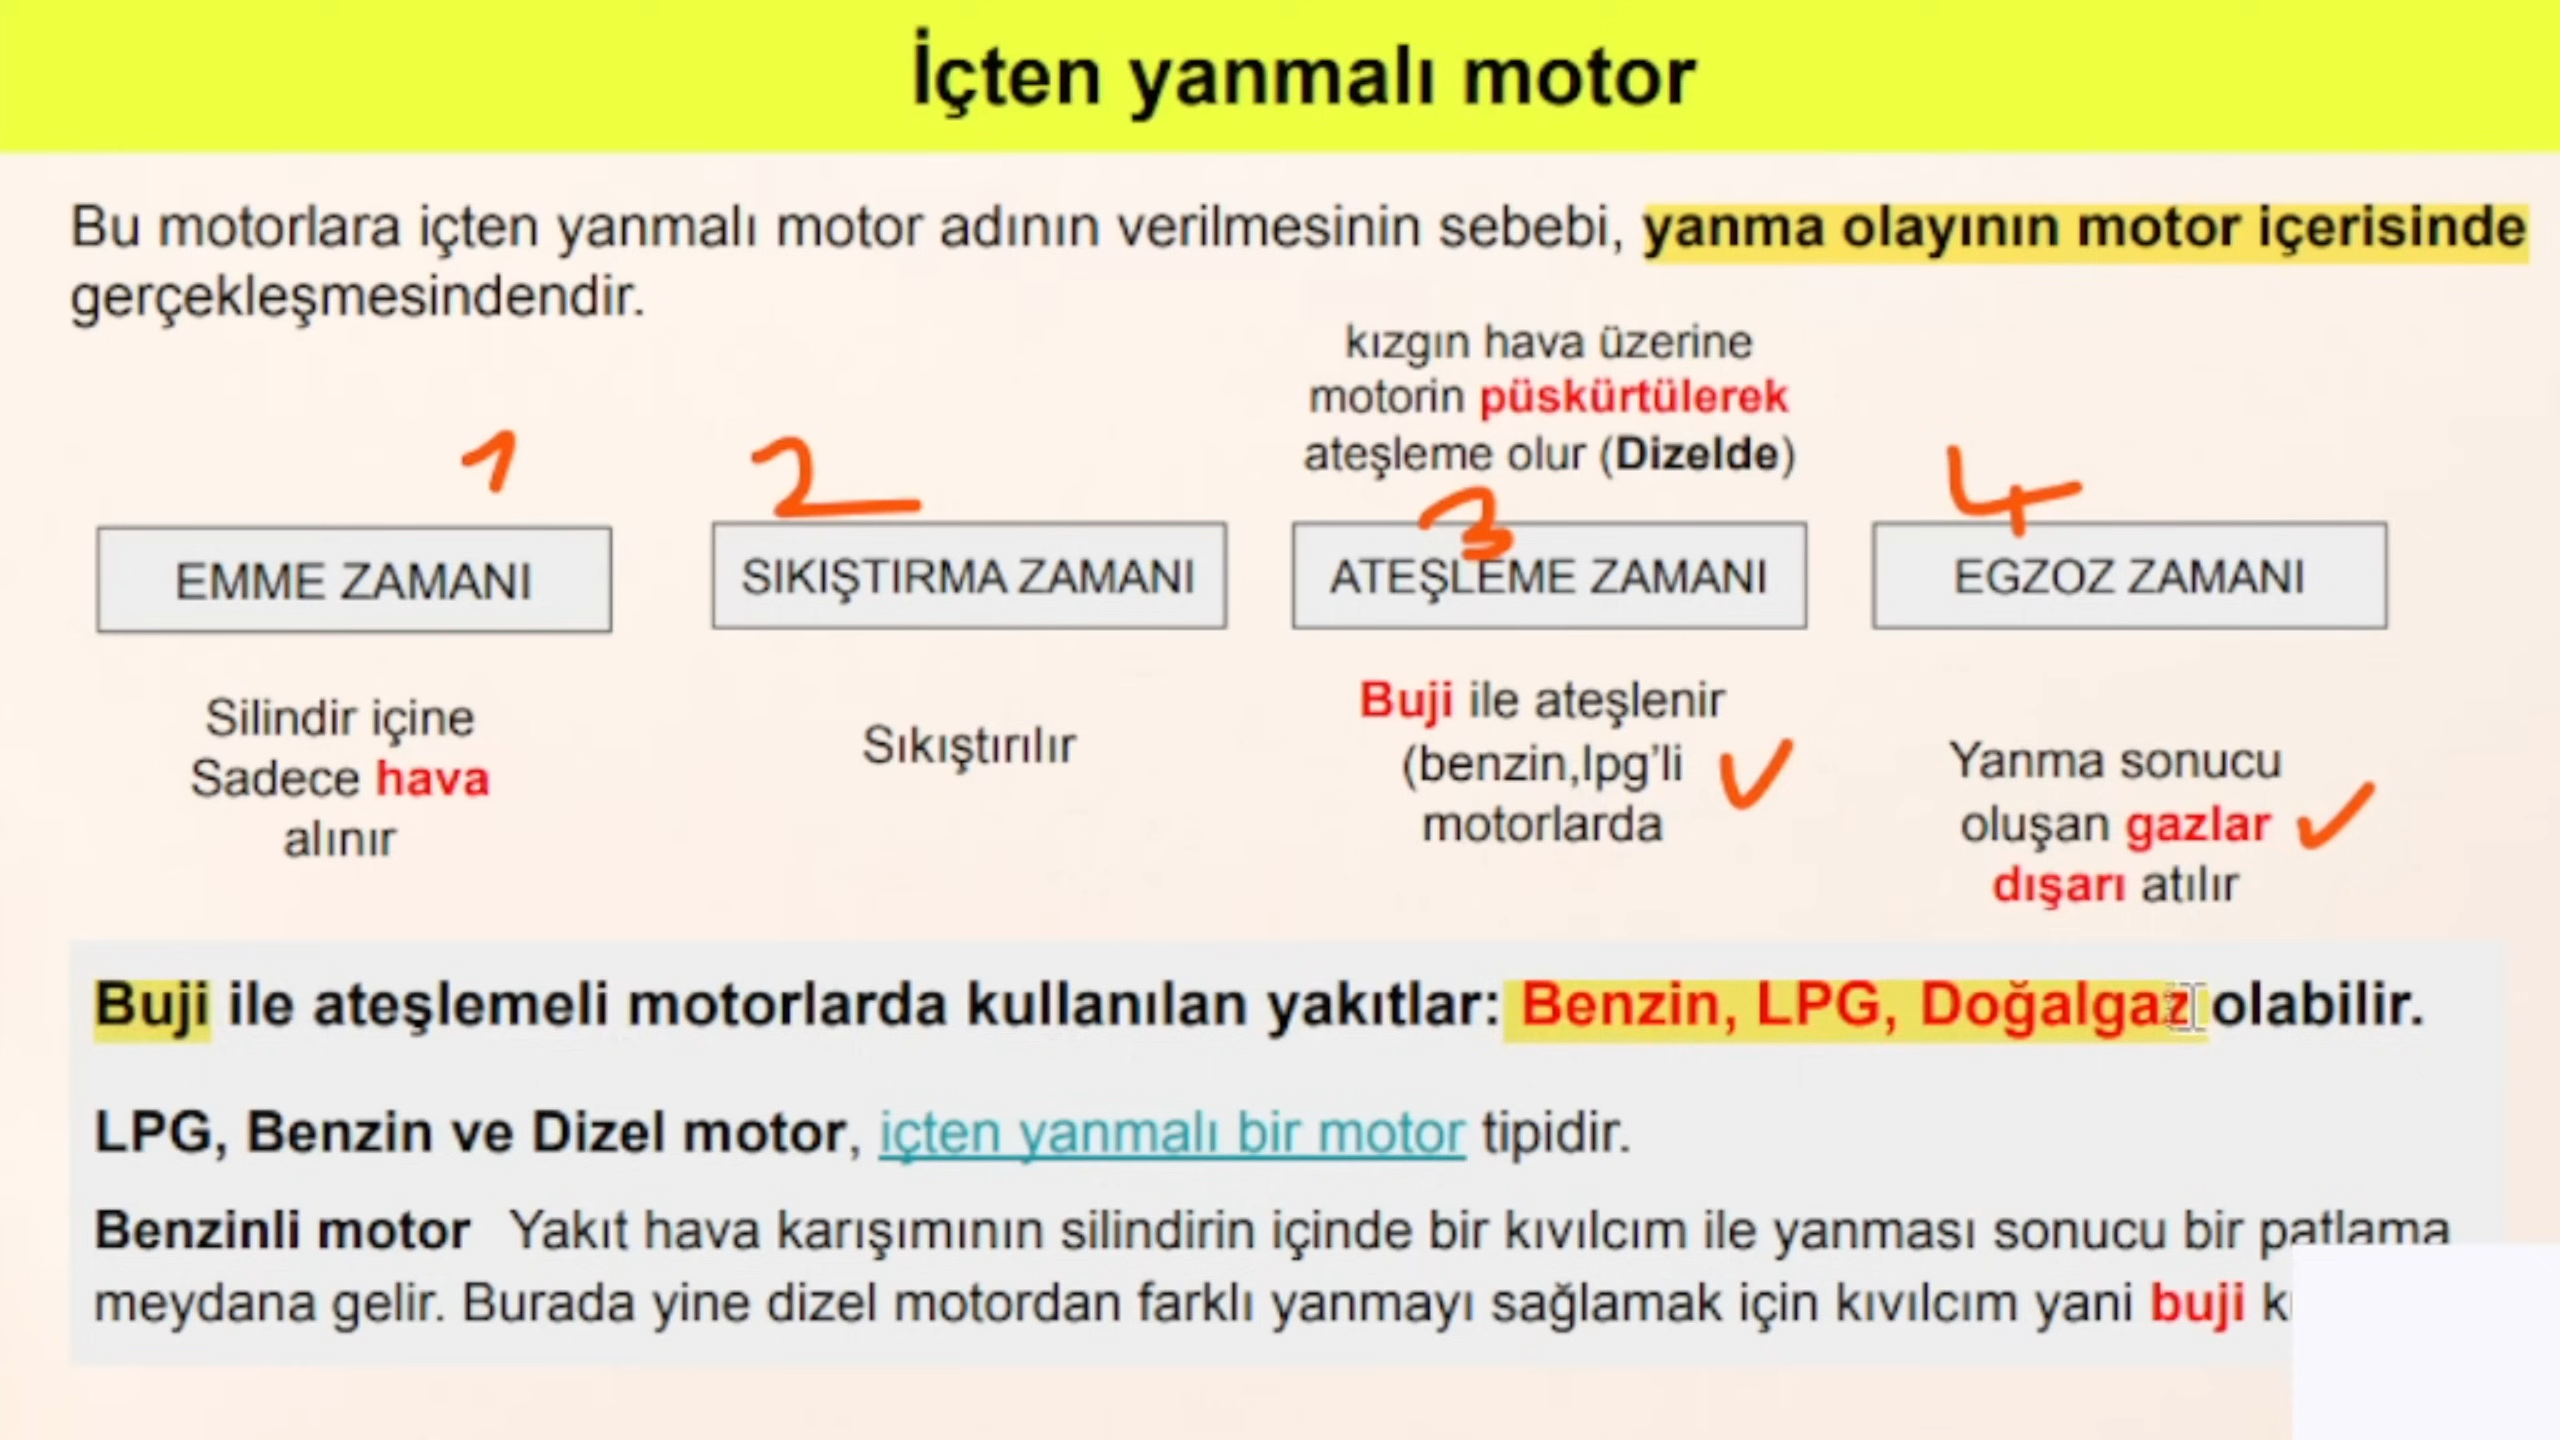 İçten yanmalı motor
Bu motorlara içten yanmalı motor adının verilmesinin sebebi, yanma olayının motor içerisinde
gerçekleşmesindendir.
kızgın hava üzerine
motorin püskürtülerek
ateşleme olur (Dizelde)
1
2
3
4
EMME ZAMANI
SIKIŞTIRMA ZAMANI
ATEŞLEME ZAMANI
EGZOZ ZAMANI
Silindir içine
Sadece hava
alınır
Sıkıştırılır
Buji ile ateşlenir
(benzin,lpg'li
motorlarda
Yanma sonucu
oluşan gazlar
dışarı atılır
Buji ile ateşlemeli motorlarda kullanılan yakıtlar: Benzin, LPG, Doğalgaz olabilir.
LPG, Benzin ve Dizel motor, içten yanmalı bir motor tipidir.
Benzinli motor Yakıt hava karışımının silindirin içinde bir kıvılcım ile yanması sonucu bir patlama
meydana gelir. Burada yine dizel motordan farklı yanmayı sağlamak için kıvılcım yani buji